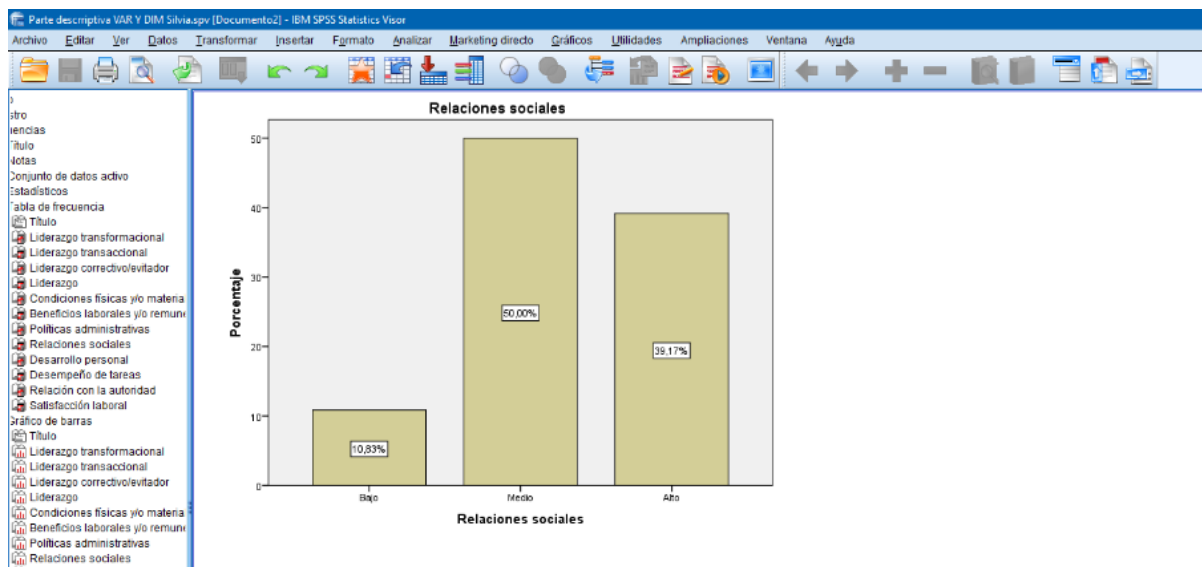 Parte descriptiva VAR Y DIM Silvia.spv [Documento2] - IBM SPSS Statistics Visor
Archivo Editar Ver Datos Transformar Insertar Formato Analizar Marketing directo Gráficos Utilidades Ampliaciones Ventana Ayuda
o
stro
iencias
Título
Notas
Conjunto de datos activo
Estadísticos
Tabla de frecuencia
Título
Liderazgo transformacional
Liderazgo transaccional
Liderazgo correctivo/evitador
Liderazgo
Condiciones físicas y/o materia
Beneficios laborales y/o remune
Políticas administrativas
Relaciones sociales
Desarrollo personal
Desempeño de tareas
Relación con la autoridad
Satisfacción laboral
Gráfico de barras
Título
Liderazgo transformacional
Liderazgo transaccional
Liderazgo correctivo/evitador
Liderazgo
Condiciones físicas y/o materia
Beneficios laborales y/o remune
Políticas administrativas
Relaciones sociales
Relaciones sociales
Porcentaje
50
40
30
20
10
0
10,83%
50,00%
39,17%
Bajo Medio Alto
Relaciones sociales